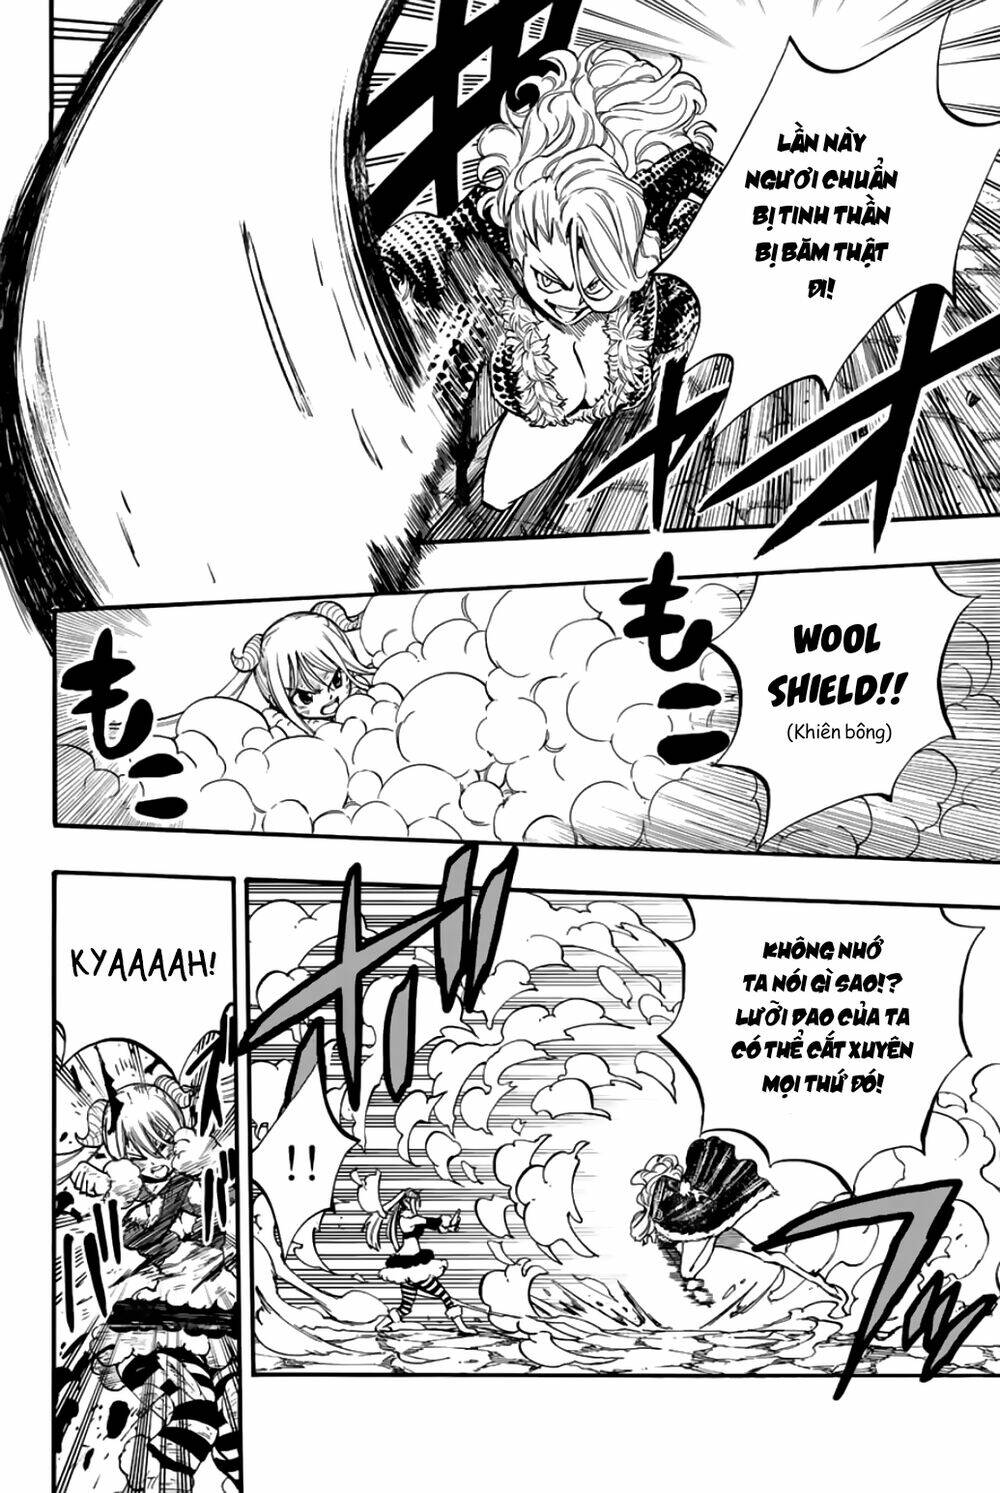 LẦN NÀY
NGƯƠI CHUẨN
BỊ TINH THẦN
BỊ BĂM THẬT
ĐI!
WOOL
SHIELD!!
(Khiên bông)
もこ
もこ
KHÔNG NHỚ
TA NÓI GÌ SAO!?
LƯỠI DAO CỦA TA
CÓ THỂ CẮT XUYÊN
MỌI THỨ ĐÓ!
!!
KYAAAAH!